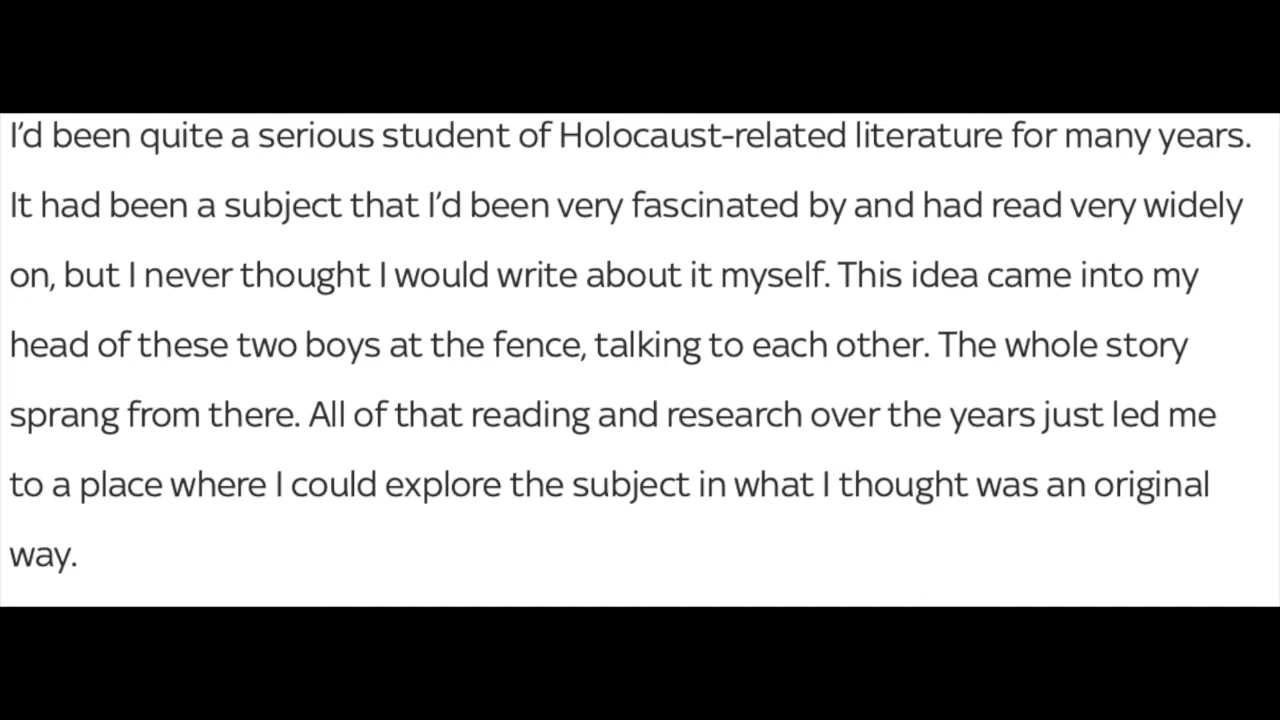 I’d been quite a serious student of Holocaust-related literature for many years.
It had been a subject that I’d been very fascinated by and had read very widely
on, but I never thought I would write about it myself. This idea came into my
head of these two boys at the fence, talking to each other. The whole story
sprang from there. All of that reading and research over the years just led me
to a place where I could explore the subject in what I thought was an original
way.